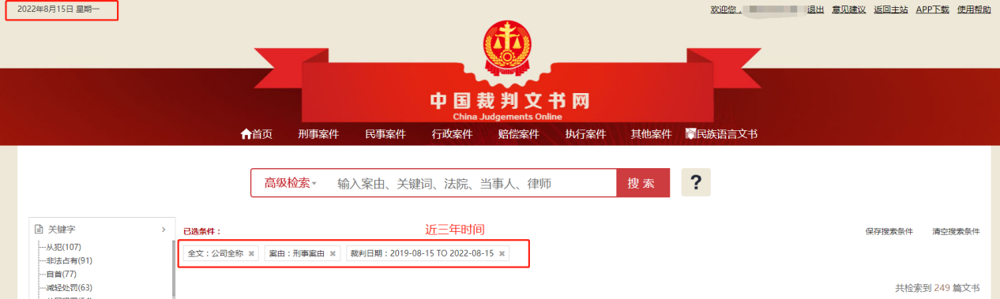 2022年8月15日 星期一
欢迎您， 退出 意见建议 返回主站 APP下载 使用帮助
中国裁判文书网
China Judgements Online
首页 刑事案件 民事案件 行政案件 赔偿案件 执行案件 其他案件 民族语言文书
高级检索 输入案由、关键词、法院、当事人、律师 搜索 ?
关键字
从犯(107)
非法占有(91)
自首(77)
减轻处罚(63)
已选条件： 近三年时间 保存搜索条件 清空搜索条件
全文：公司全称 × 案由：刑事案由 × 裁判日期：2019-08-15 TO 2022-08-15 ×
共检索到 249 篇文书